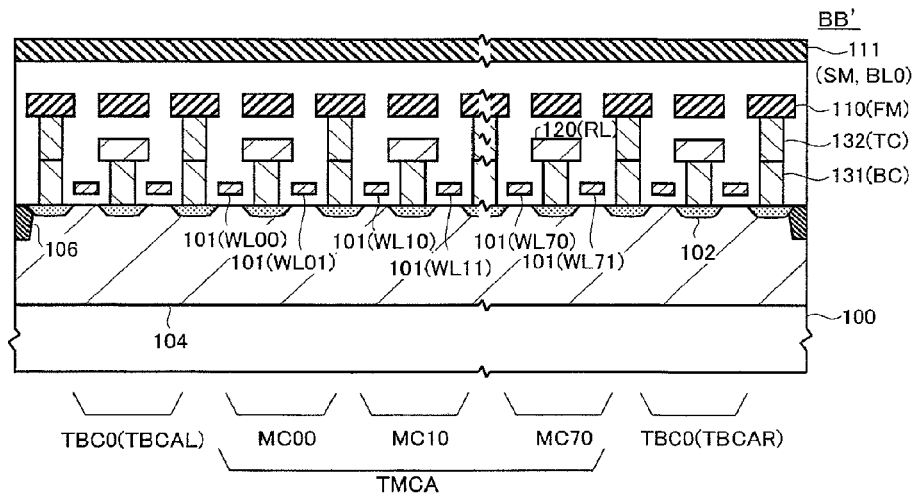 BB'
111
(SM, BL0)
110(FM)
120(RL)
132(TC)
131(BC)
106
101(WL00)
101(WL01)
101(WL10)
101(WL11)
101(WL70)
101(WL71)
102
104
100
TBC0(TBCAL)
MC00
MC10
MC70
TBC0(TBCAR)
TMCA